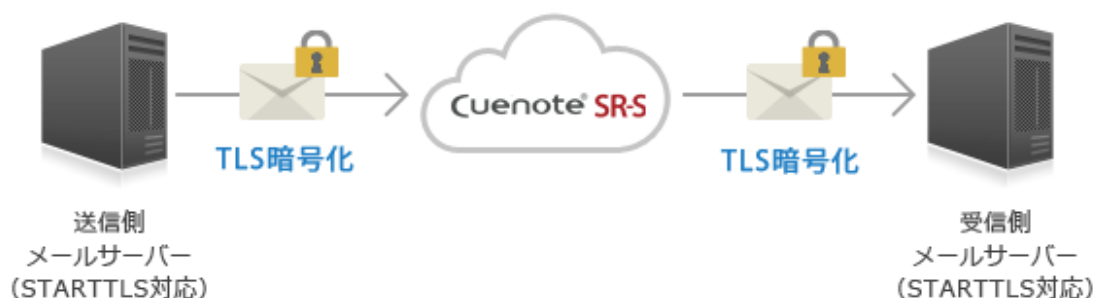 Cuenote® SR-S
TLS暗号化
TLS暗号化
送信側
メールサーバー
(STARTTLS対応)
受信側
メールサーバー
(STARTTLS対応)